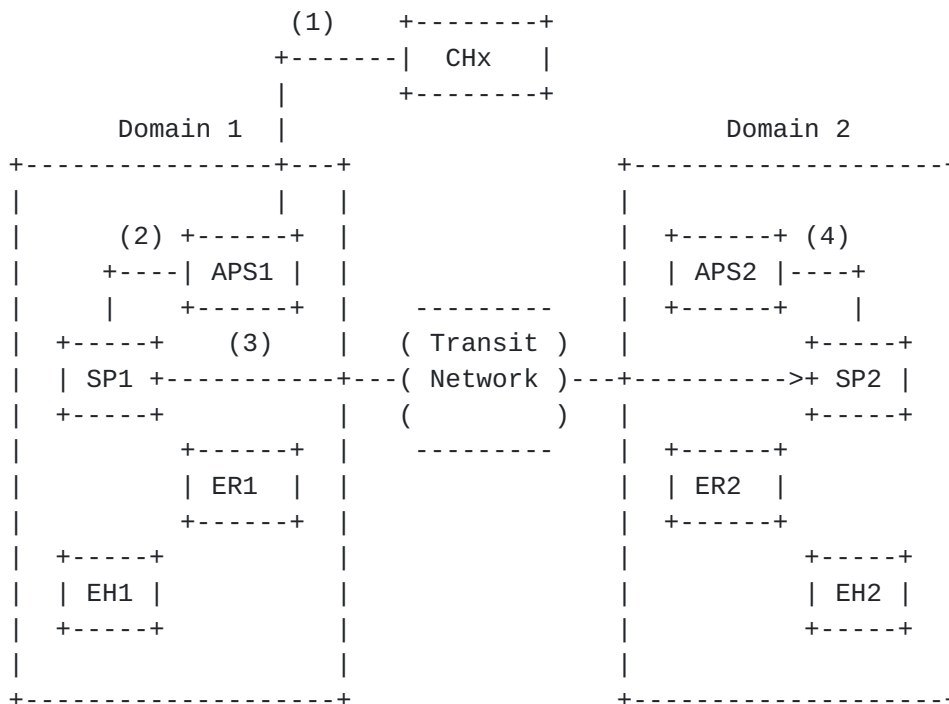 (1) +--------+
+-------| CHx |
| +--------+
Domain 1 | Domain 2
+---------------+---+ +-------------------
| | | |
| (2) +------+ | | +------+ (4)
| +----| APS1 | | | | APS2 |----+
| | +------+ | --------- | +------+ |
| +-----+ (3) | ( Transit ) | +-----+
| | SP1 +-----------+---( Network )---+---------->+ SP2 |
| +-----+ | ( ) | +-----+
| +------+ | --------- | +------+
| | ER1 | | | | ER2 |
| +------+ | | +------+
| +-----+ | | +-----+
| | EH1 | | | | EH2 |
| +-----+ | | +-----+
| | |
+-------------------+ +-------------------